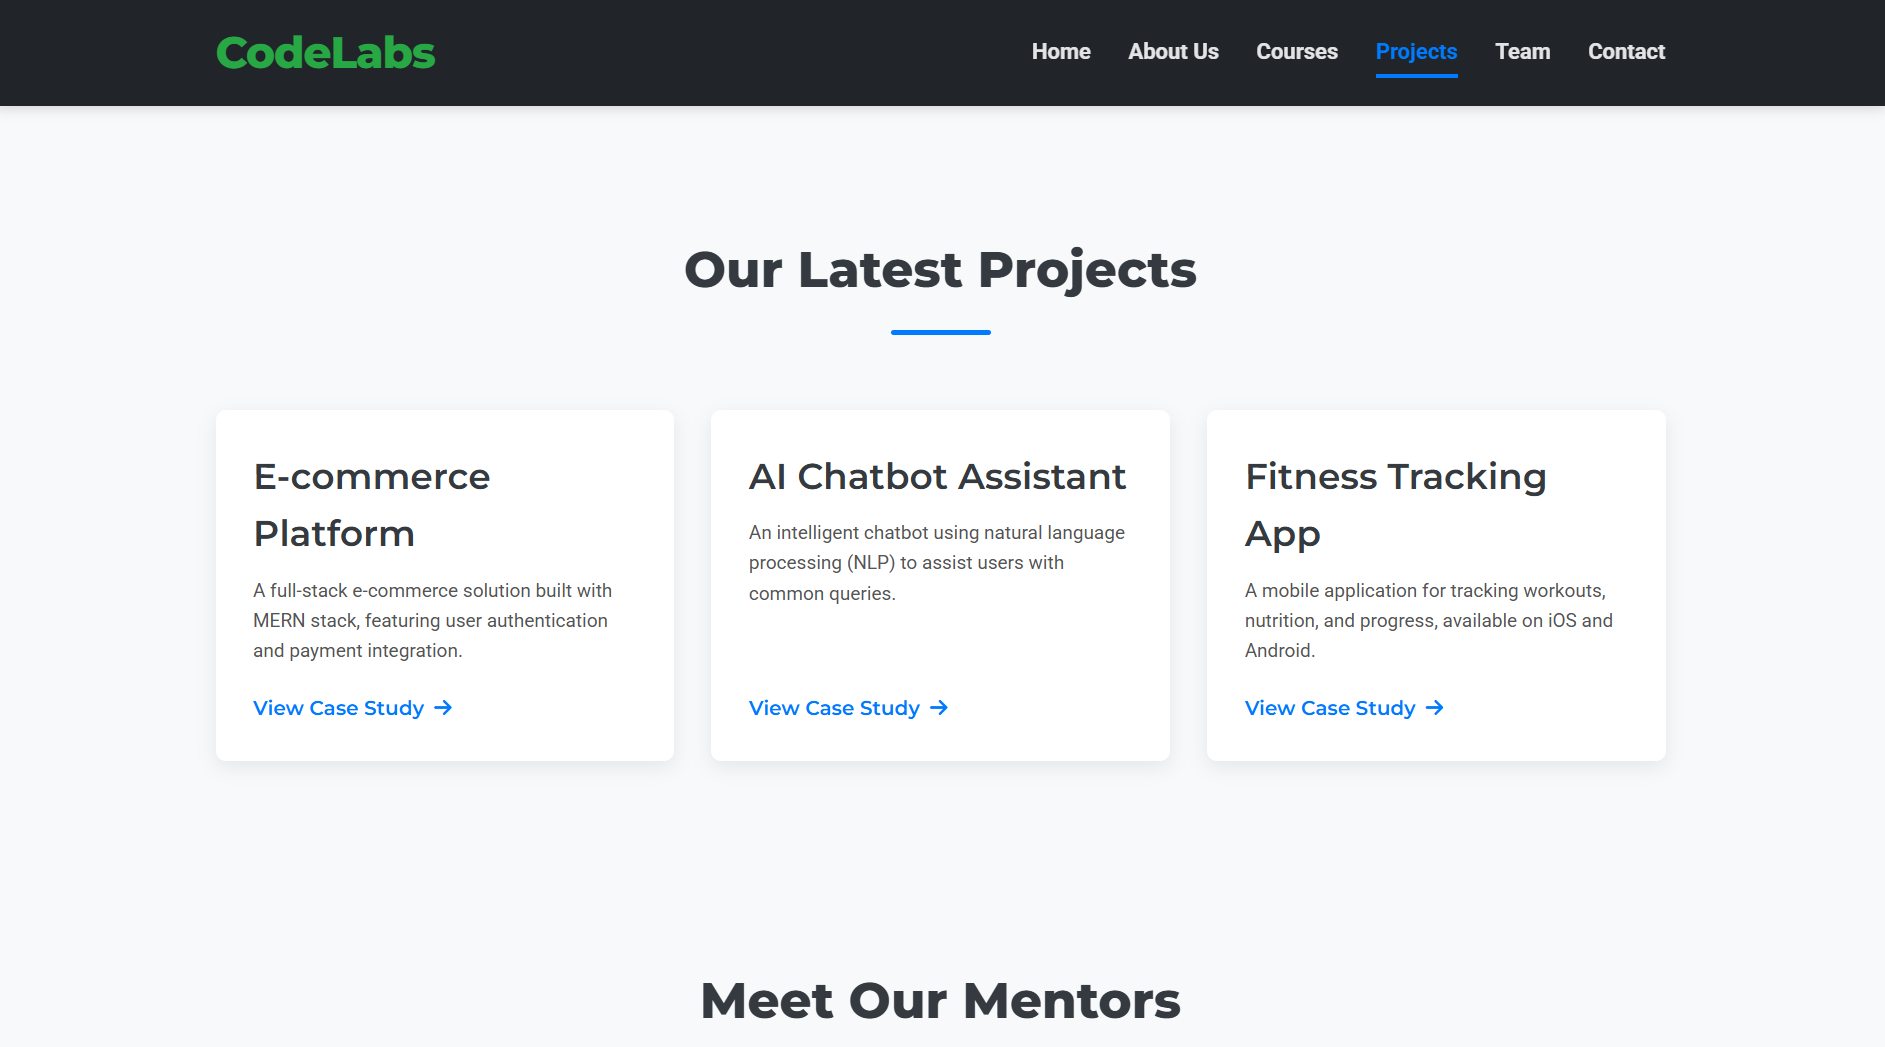 CodeLabs
Home About Us Courses Projects Team Contact
Our Latest Projects
E-commerce
Platform
A full-stack e-commerce solution built with
MERN stack, featuring user authentication
and payment integration.
View Case Study →
AI Chatbot Assistant
An intelligent chatbot using natural language
processing (NLP) to assist users with
common queries.
View Case Study →
Fitness Tracking
App
A mobile application for tracking workouts,
nutrition, and progress, available on iOS and
Android.
View Case Study →
Meet Our Mentors